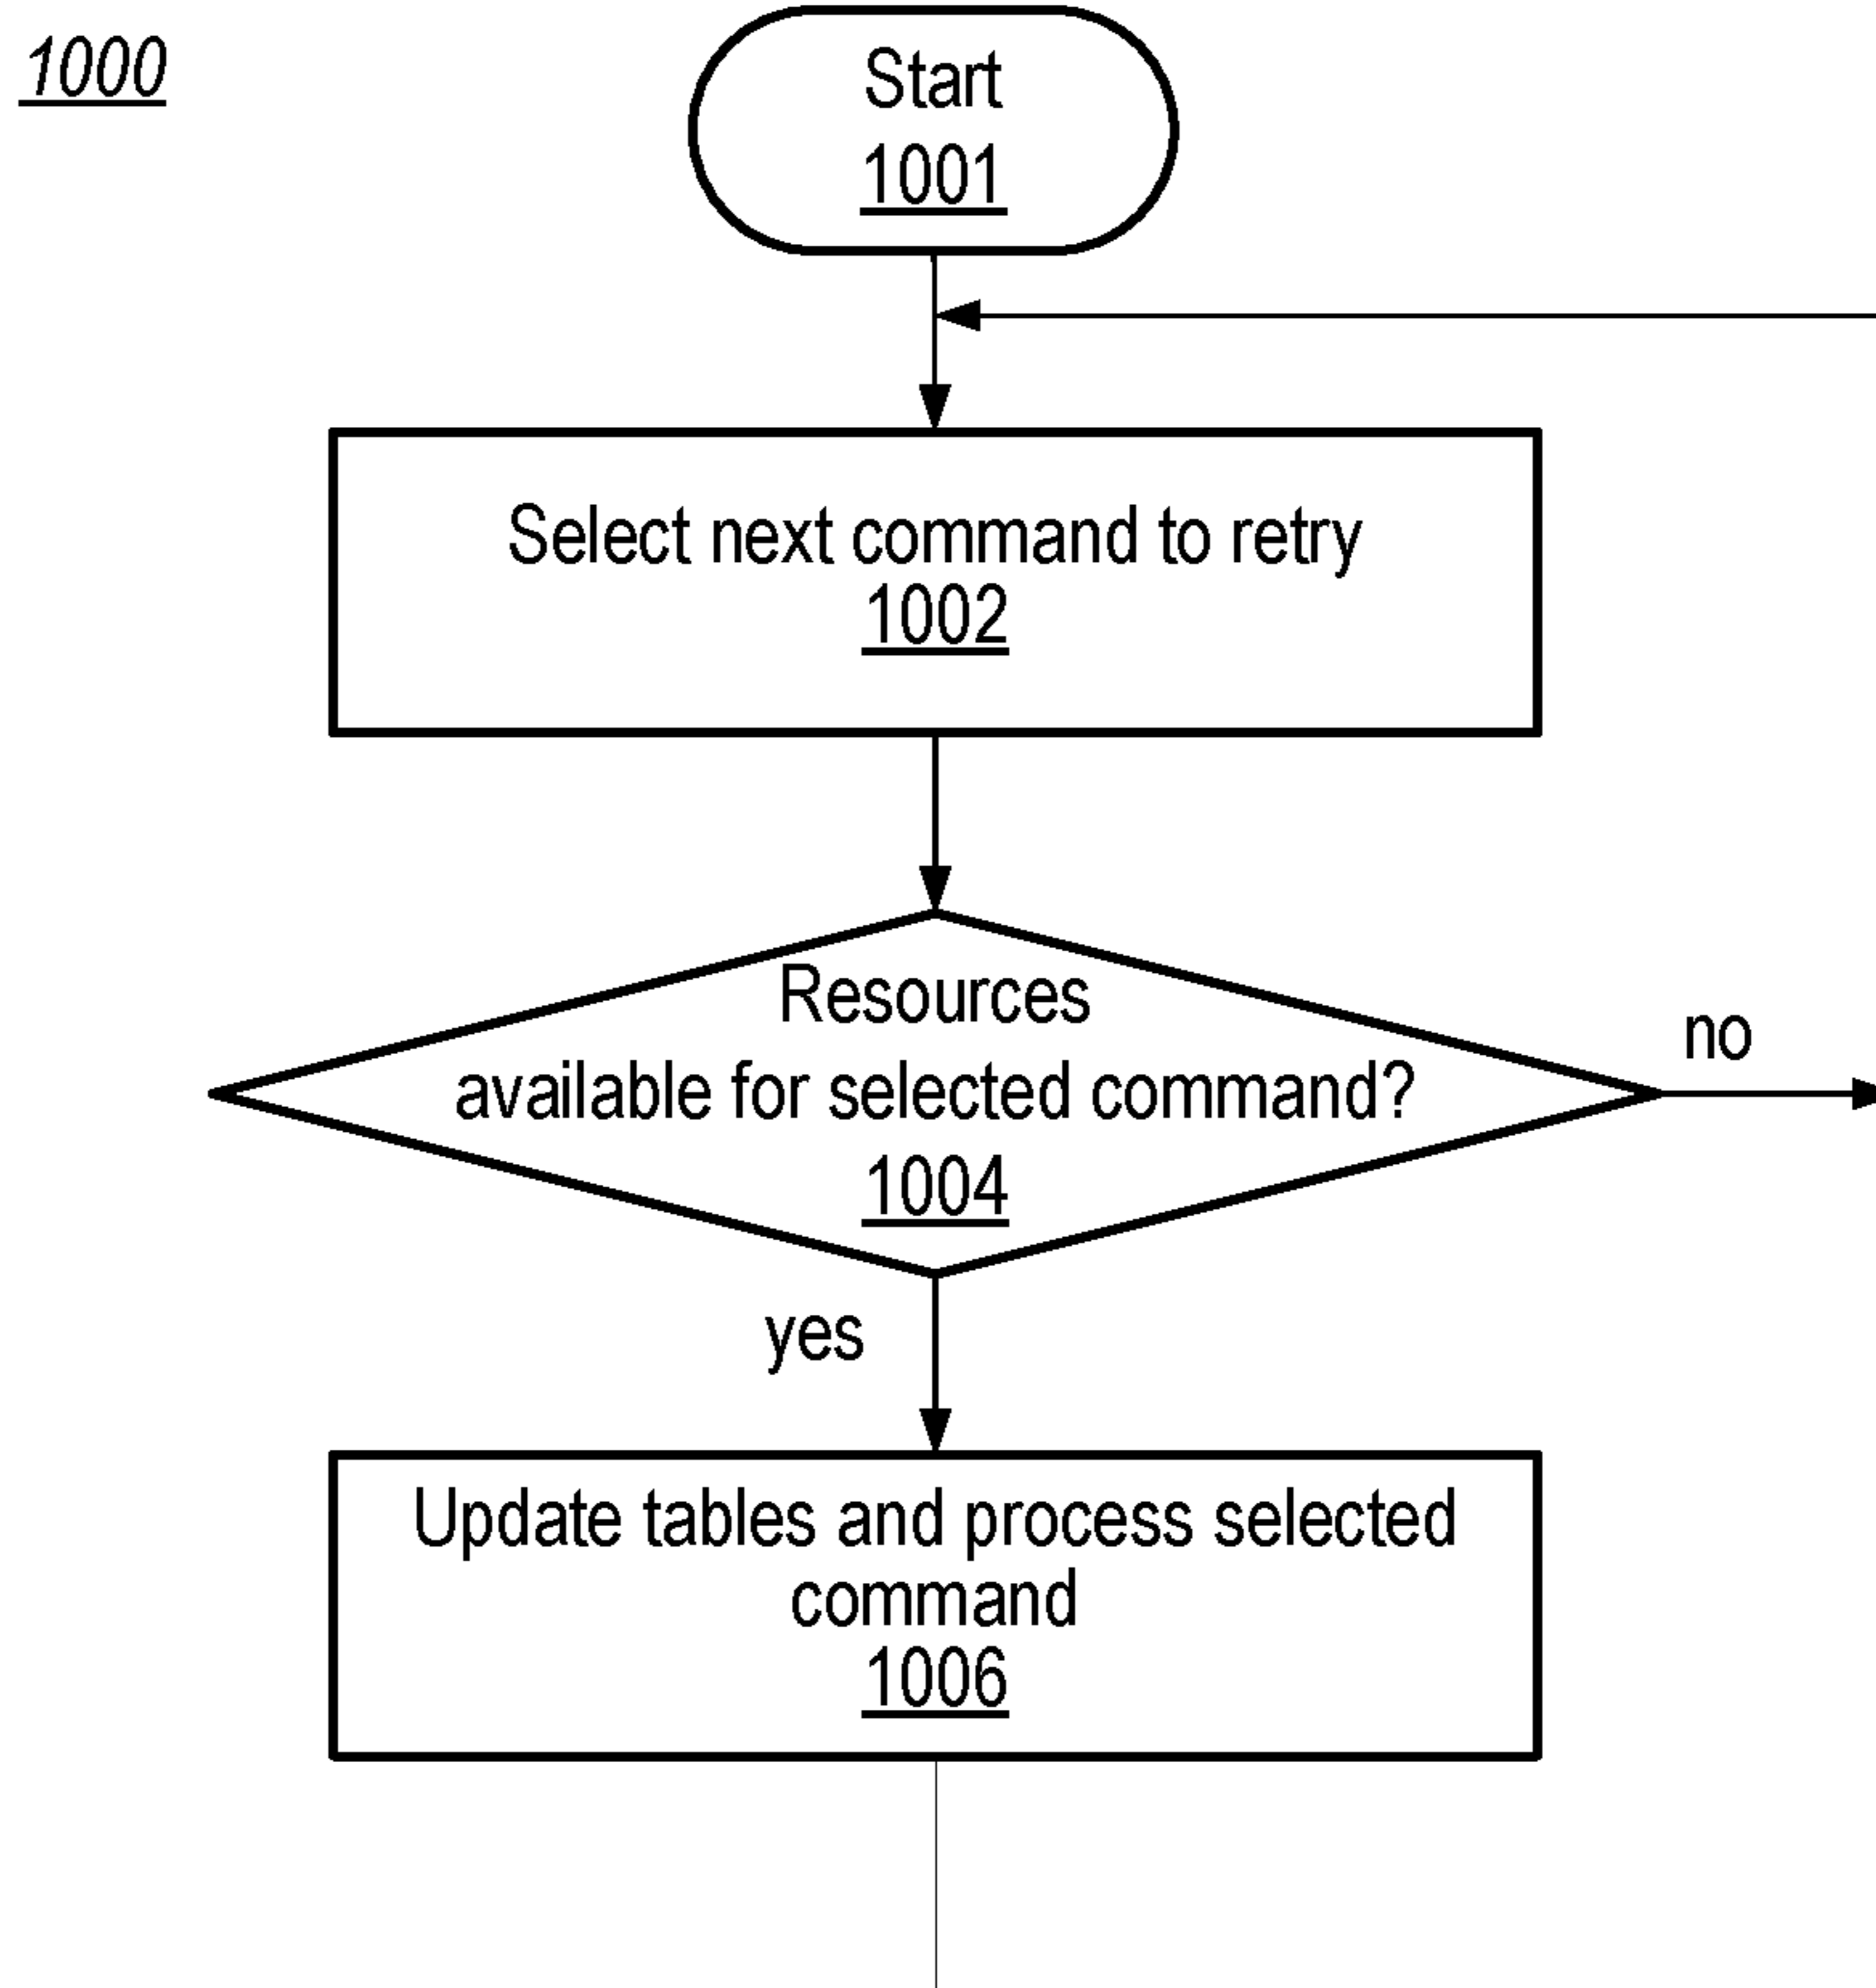 1000
Start
1001
Select next command to retry
1002
Resources
available for selected command?
1004
no
yes
Update tables and process selected
command
1006